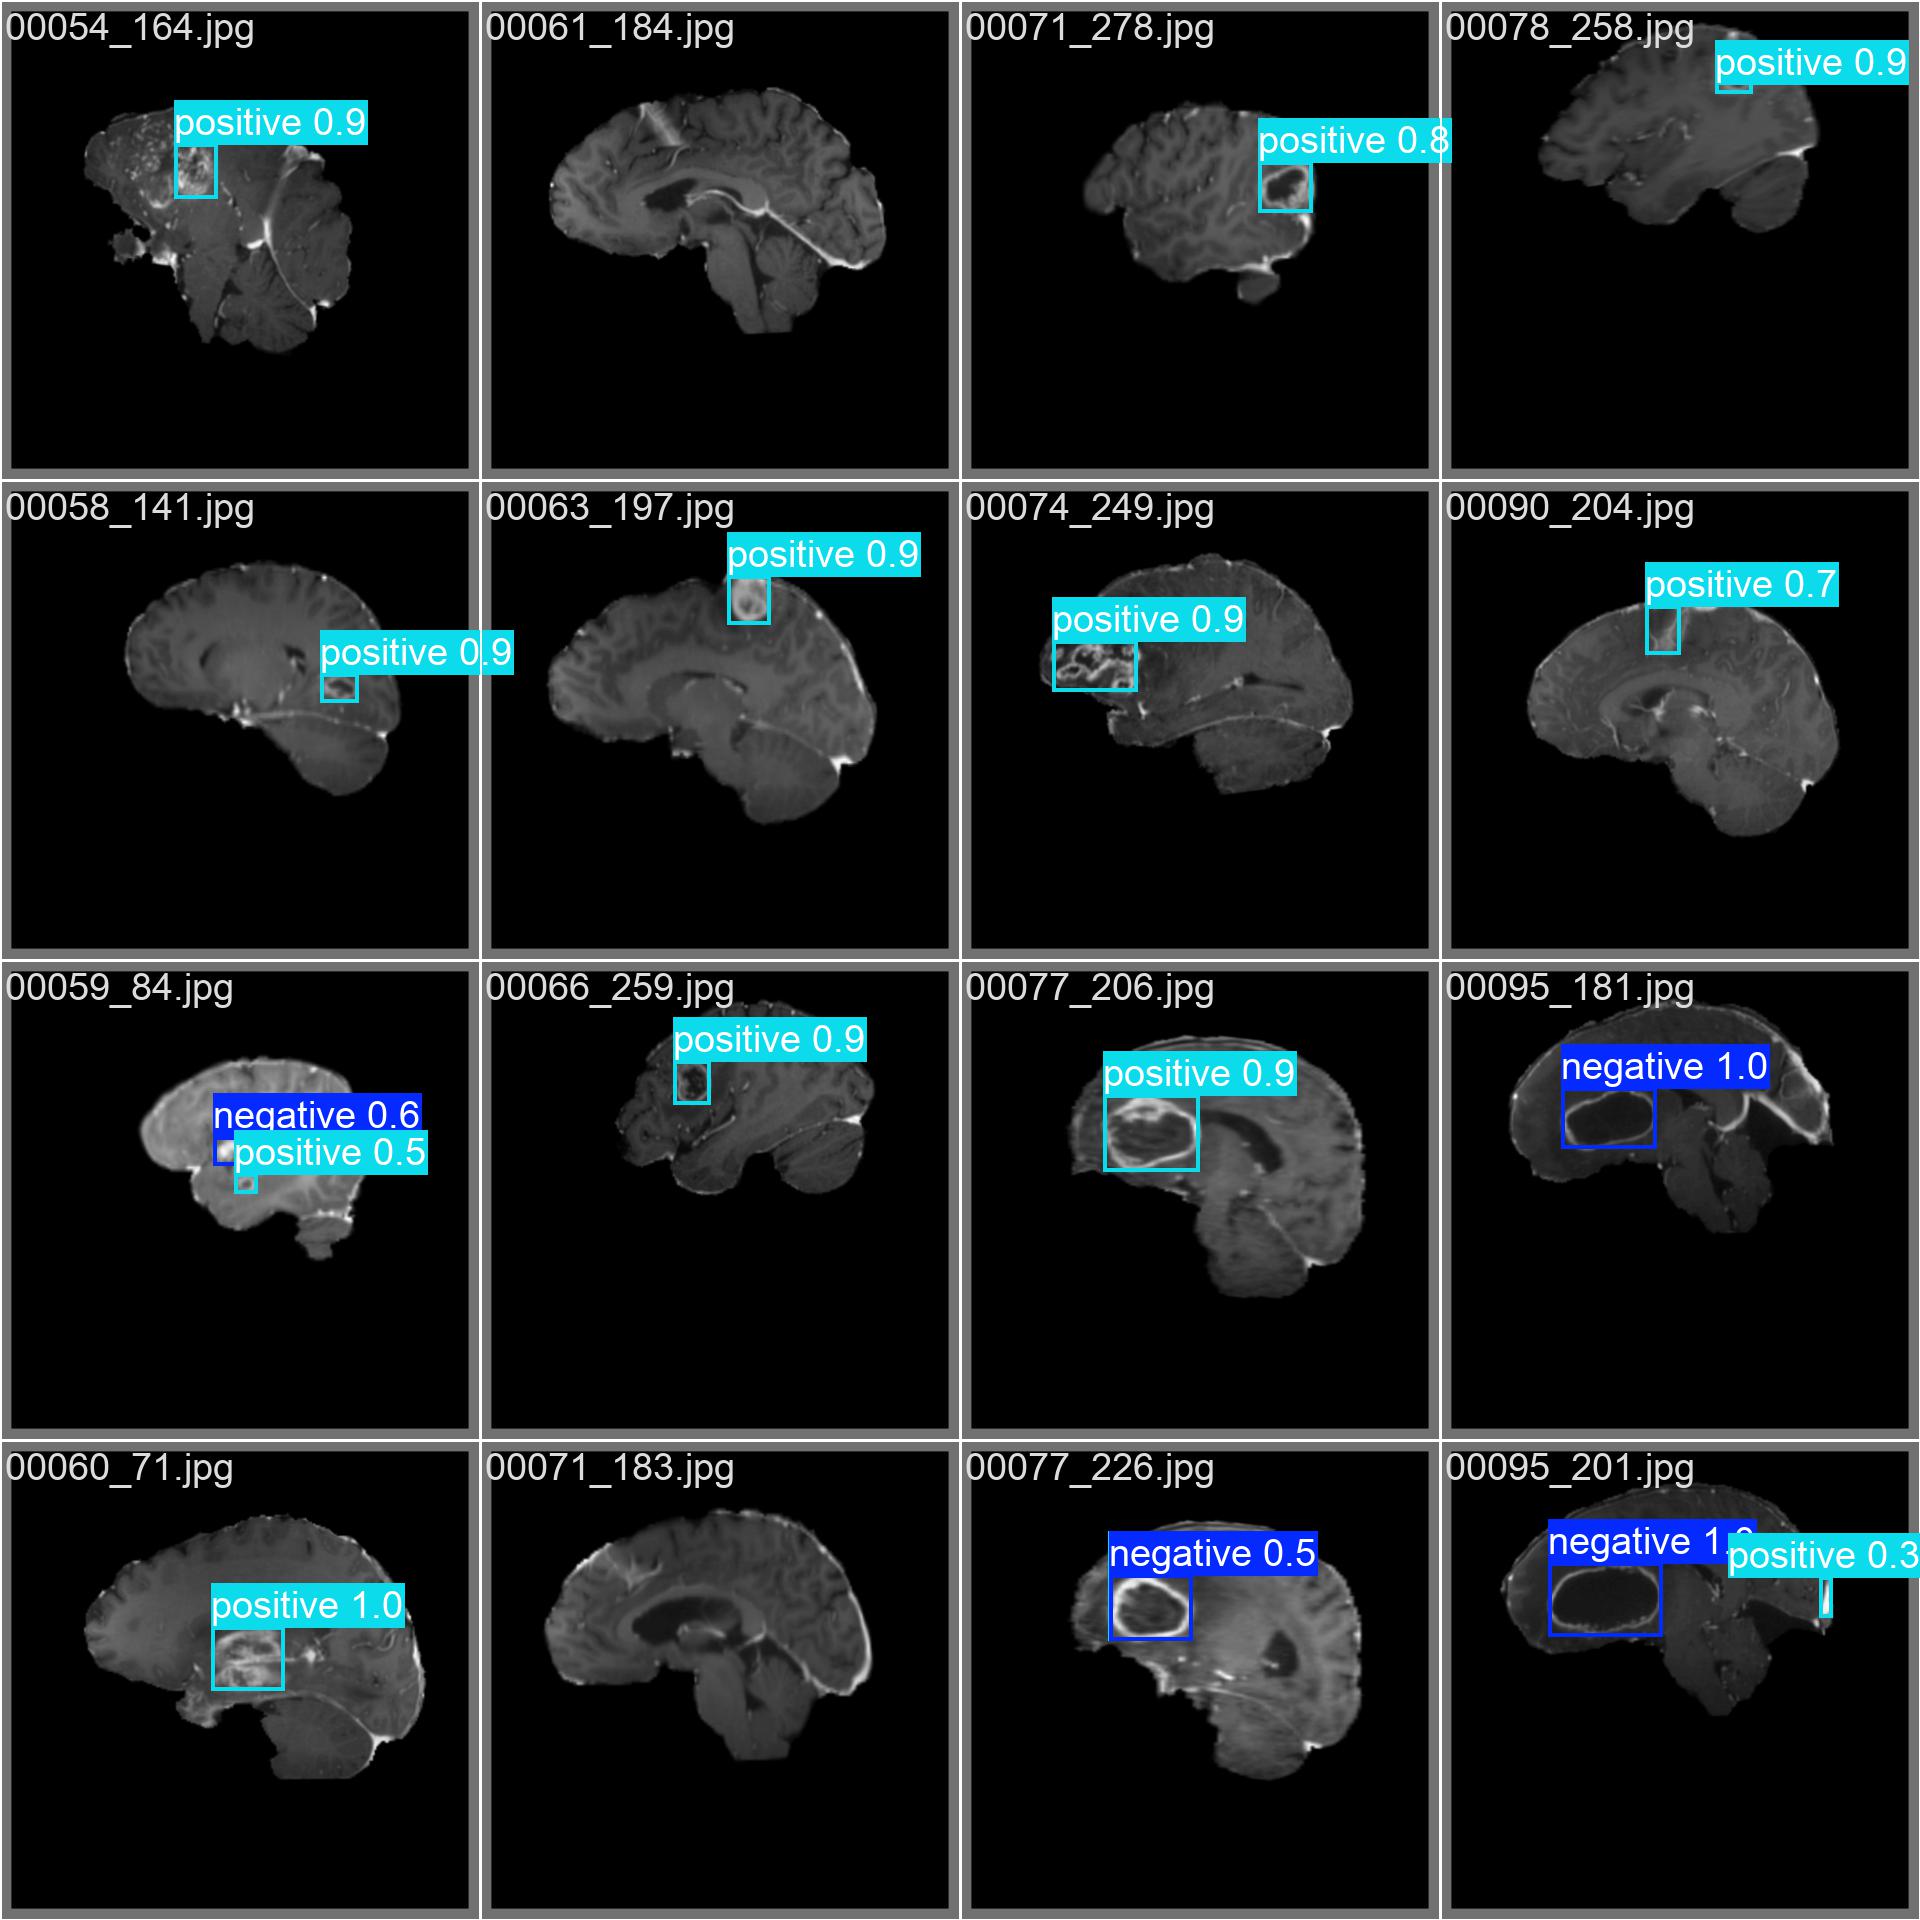 00054_164.jpg
positive 0.9
00061_184.jpg
00071_278.jpg
positive 0.8
00078_258.jpg
positive 0.9
00058_141.jpg
positive 0.9
00063_197.jpg
positive 0.9
00074_249.jpg
positive 0.9
00090_204.jpg
positive 0.7
00059_84.jpg
negative 0.6
positive 0.5
00066_259.jpg
positive 0.9
00077_206.jpg
positive 0.9
00095_181.jpg
negative 1.0
00060_71.jpg
positive 1.0
00071_183.jpg
00077_226.jpg
negative 0.5
00095_201.jpg
negative
positive 0.3